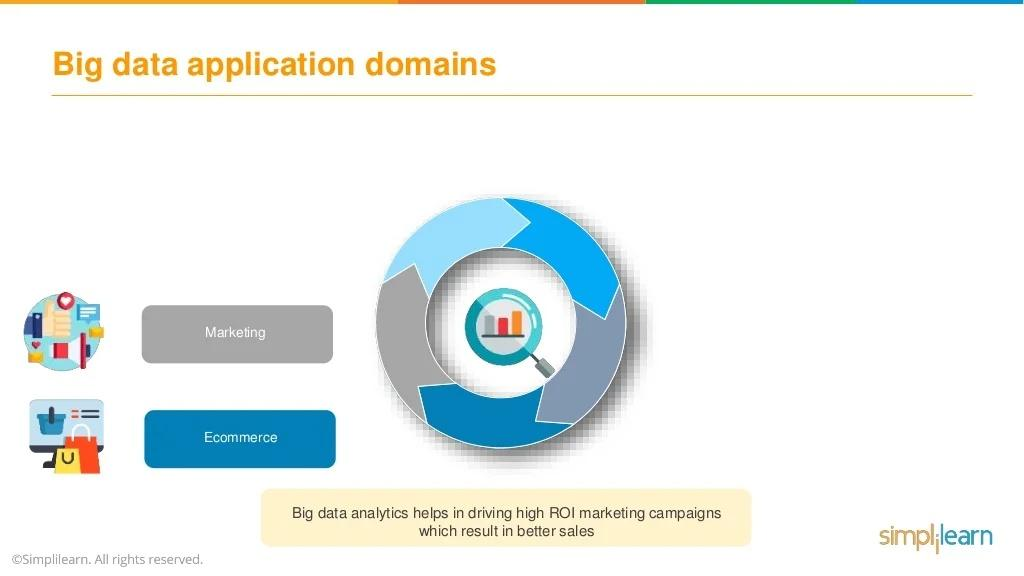 Big data application domains
Marketing
Ecommerce
Big data analytics helps in driving high ROI marketing campaigns
which result in better sales
simplilearn
©Simplilearn. All rights reserved.